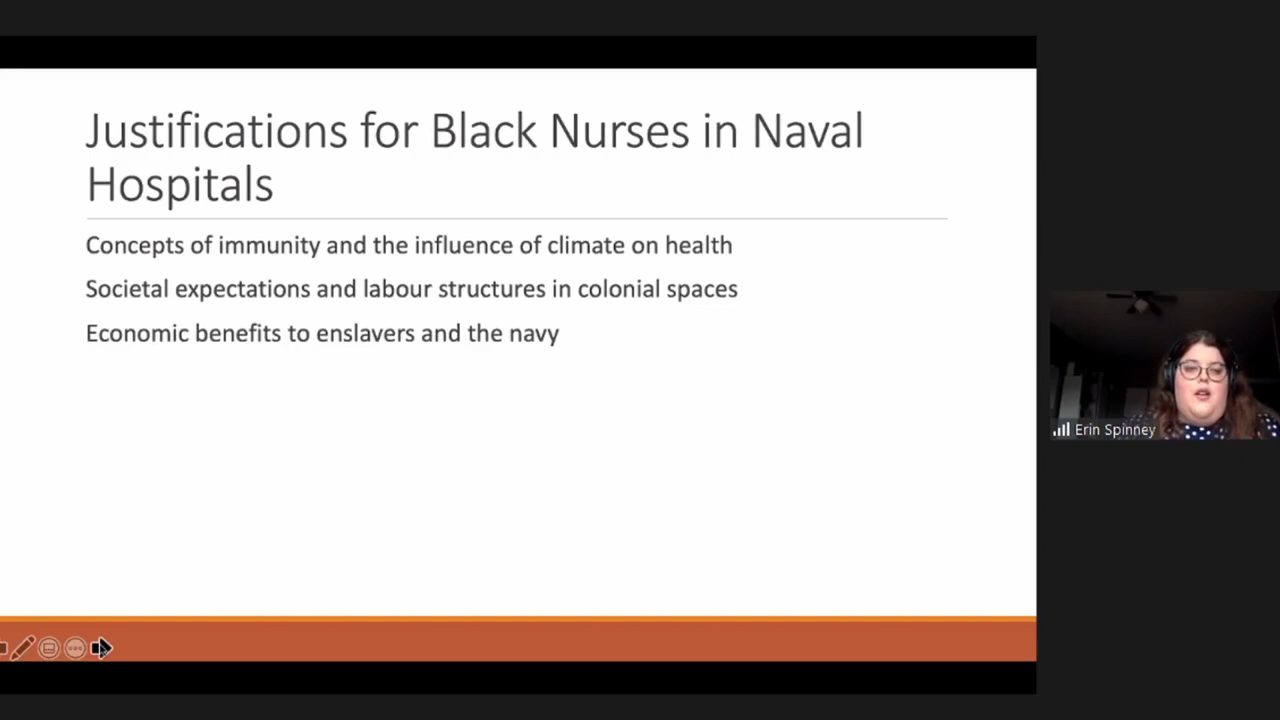 Justifications for Black Nurses in Naval
Hospitals
Concepts of immunity and the influence of climate on health
Societal expectations and labour structures in colonial spaces
Economic benefits to enslavers and the navy
Erin Spinney